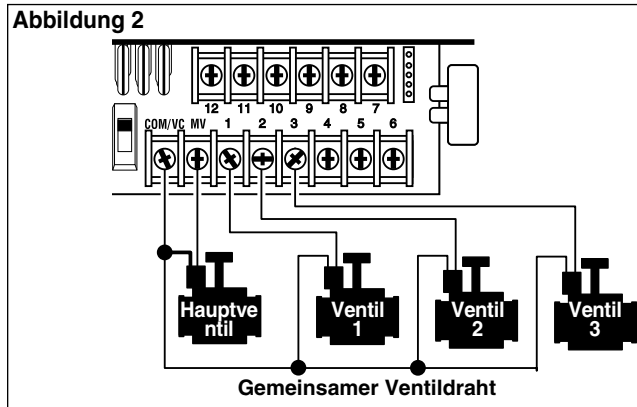 Abbildung 2
12 11 10 9 8 7
COM/VC MV 1 2 3 4 5 6
Hauptve
ntil
Ventil
1
Ventil
2
Ventil
3
Gemeinsamer Ventildraht